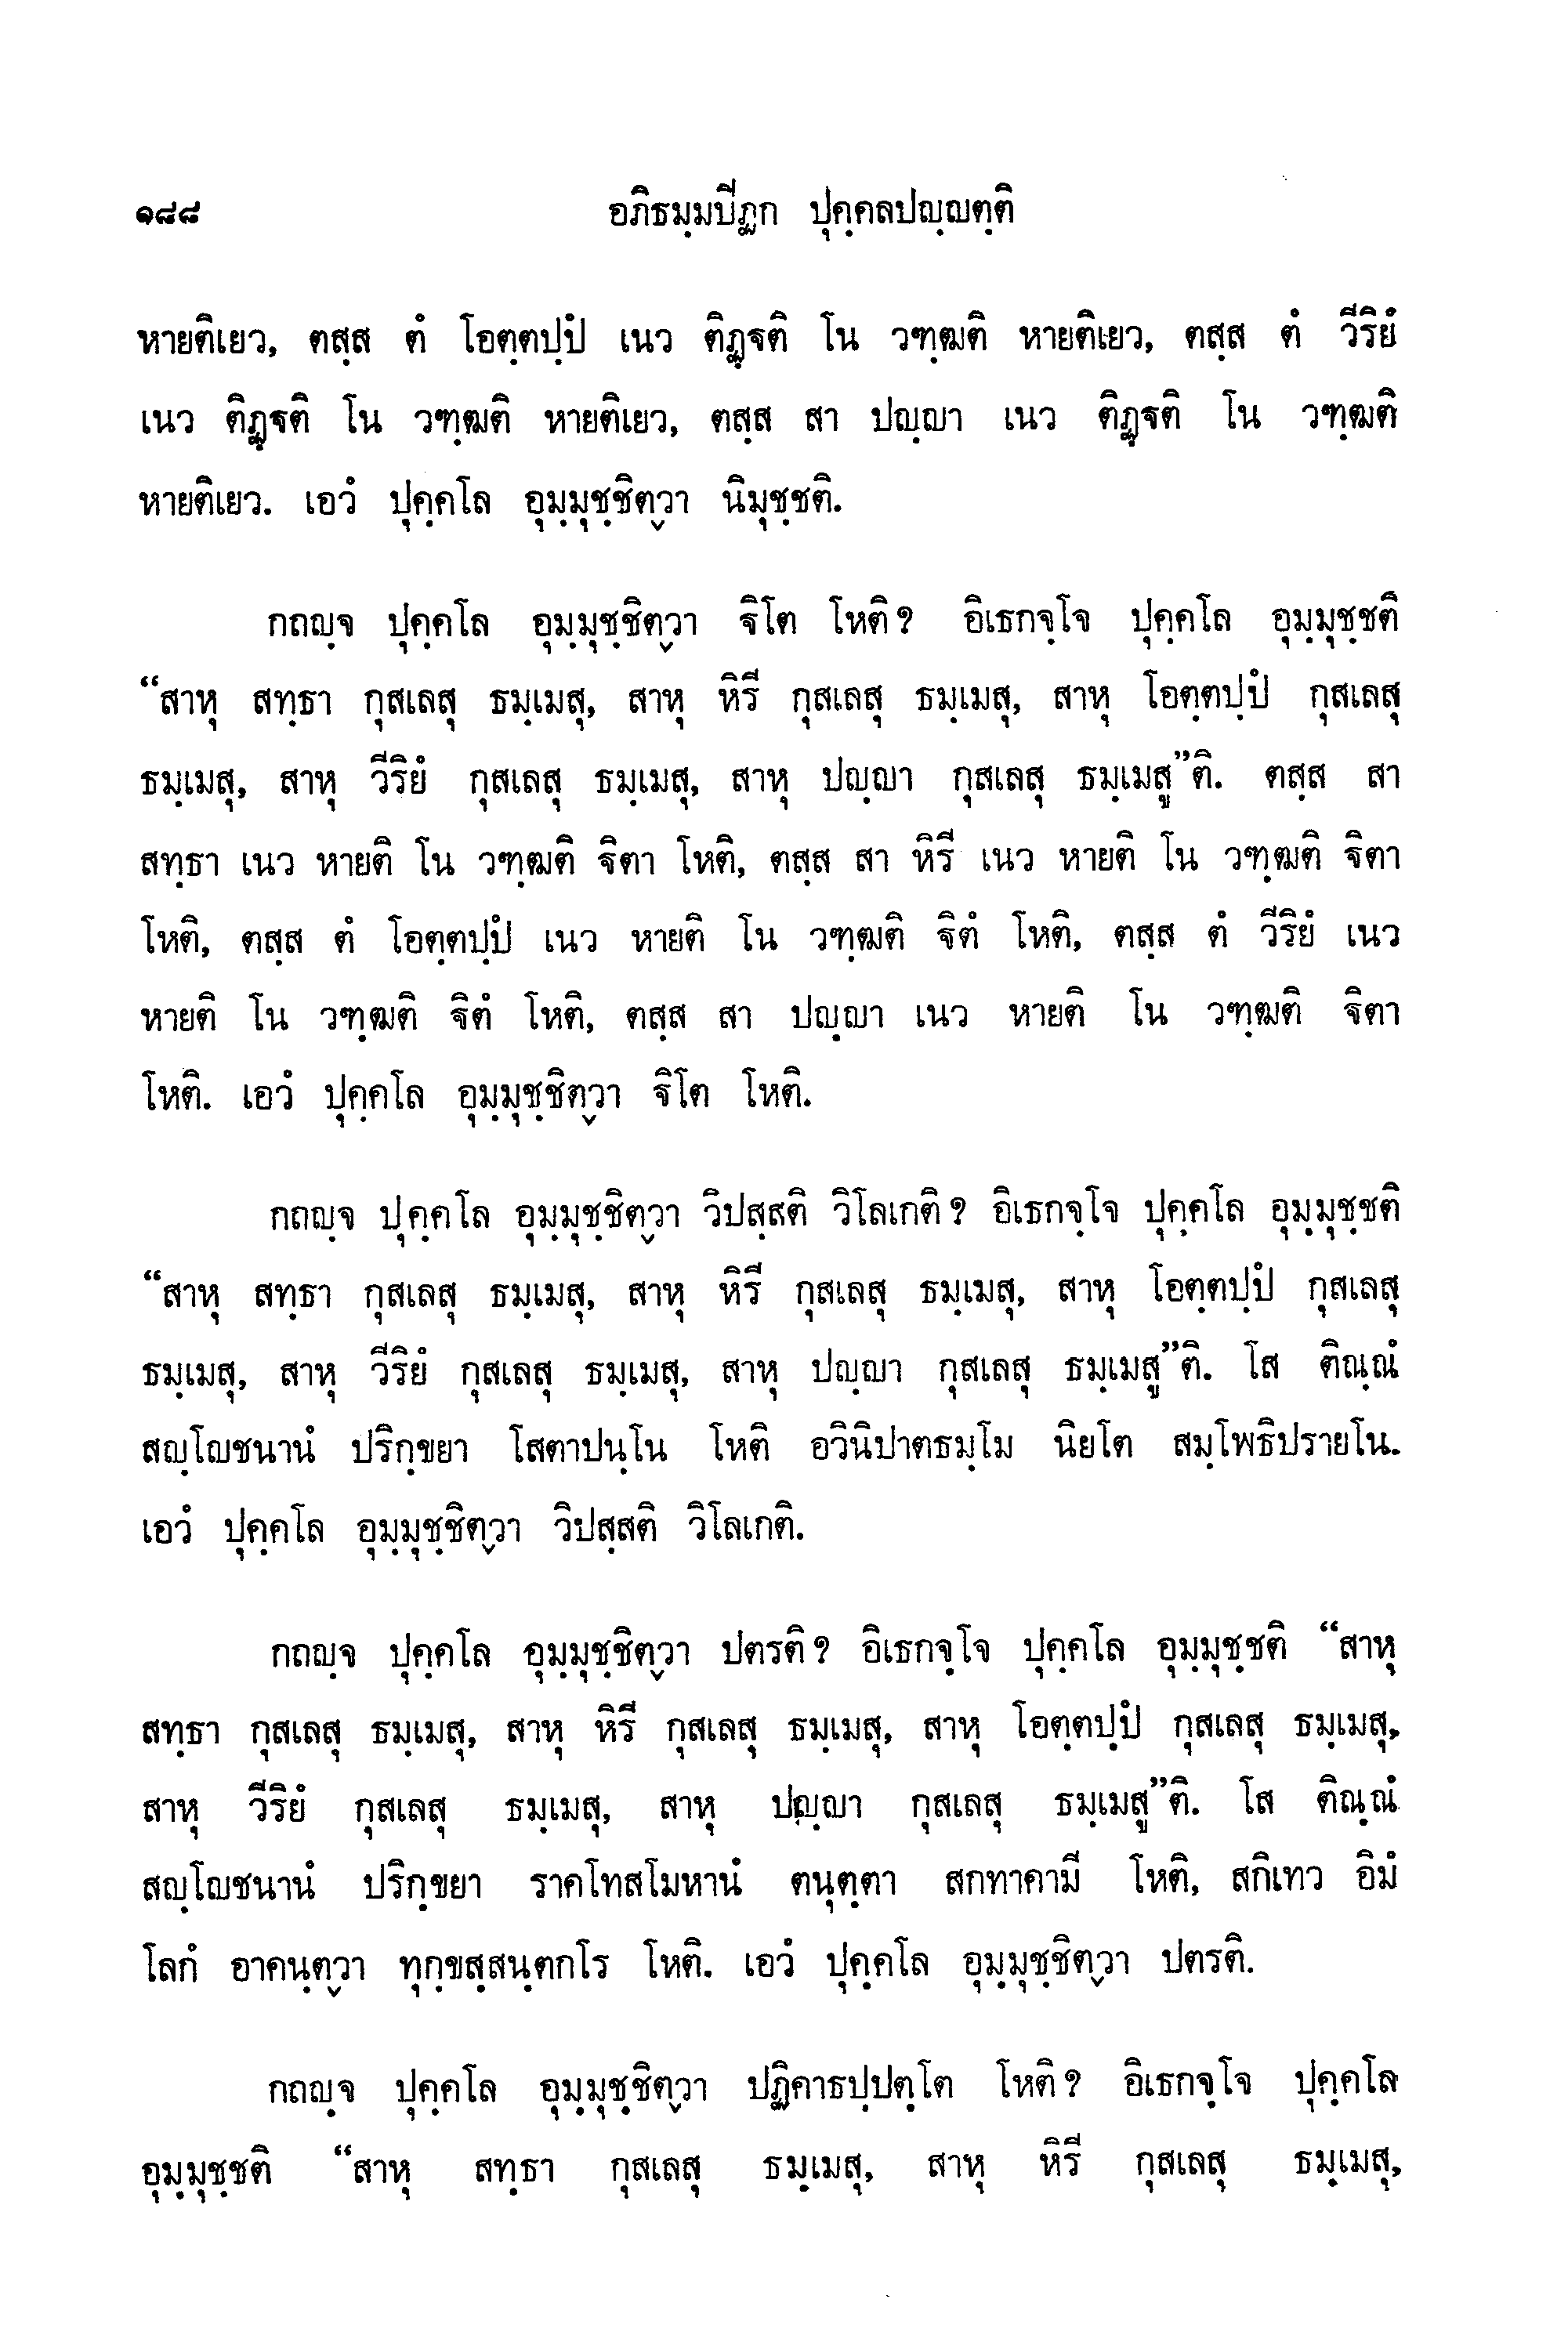 ๑๘๘ อภิธมฺมปีฏก ปุคฺคลปญฺญตฺติ
หายติเยว, ตสฺส ตํ โอตฺตปฺปํ เนว ติฏฺฐติ โน วฑฺฒติ หายติเยว, ตสฺส ตํ วีริยํ
เนว ติฏฺฐติ โน วฑฺฒติ หายติเยว, ตสฺส สา ปญฺญา เนว ติฏฺฐติ โน วฑฺฒติ
หายติเยว. เอวํ ปุคฺคโล อุมฺมุชฺชิตฺวา นิมุชฺชติ.
กถญฺจ ปุคฺคโล อุมฺมุชฺชิตฺวา ฐิโต โหติ? อิเธกจฺโจ ปุคฺคโล อุมฺมุชฺชติ
“สาหุ สทฺธา กุสเลสุ ธมฺเมสุ, สาหุ หิรี กุสเลสุ ธมฺเมสุ, สาหุ โอตฺตปฺปํ กุสเลสุ
ธมฺเมสุ, สาหุ วีริยํ กุสเลสุ ธมฺเมสุ, สาหุ ปญฺญา กุสเลสุ ธมฺเมสู”ติ. ตสฺส สา
สทฺธา เนว หายติ โน วฑฺฒติ ฐิตา โหติ, ตสฺส สา หิรี เนว หายติ โน วฑฺฒติ ฐิตา
โหติ, ตสฺส ตํ โอตฺตปฺปํ เนว หายติ โน วฑฺฒติ ฐิตํ โหติ, ตสฺส ตํ วีริยํ เนว
หายติ โน วฑฺฒติ ฐิตํ โหติ, ตสฺส สา ปญฺญา เนว หายติ โน วฑฺฒติ ฐิตา
โหติ. เอวํ ปุคฺคโล อุมฺมุชฺชิตฺวา ฐิโต โหติ.
กถญฺจ ปุคฺคโล อุมฺมุชฺชิตฺวา วิปสฺสติ วิโลเกติ? อิเธกจฺโจ ปุคฺคโล อุมฺมุชฺชติ
“สาหุ สทฺธา กุสเลสุ ธมฺเมสุ, สาหุ หิรี กุสเลสุ ธมฺเมสุ, สาหุ โอตฺตปฺปํ กุสเลสุ
ธมฺเมสุ, สาหุ วีริยํ กุสเลสุ ธมฺเมสุ, สาหุ ปญฺญา กุสเลสุ ธมฺเมสู”ติ. โส ติณฺณํ
สญฺโญชนานํ ปริกฺขยา โสตาปนฺโน โหติ อวินิปาตธมฺโม นิยโต สมฺโพธิปรายโน.
เอวํ ปุคฺคโล อุมฺมุชฺชิตฺวา วิปสฺสติ วิโลเกติ.
กถญฺจ ปุคฺคโล อุมฺมุชฺชิตฺวา ปตรติ? อิเธกจฺโจ ปุคฺคโล อุมฺมุชฺชติ “สาหุ
สทฺธา กุสเลสุ ธมฺเมสุ, สาหุ หิรี กุสเลสุ ธมฺเมสุ, สาหุ โอตฺตปฺปํ กุสเลสุ ธมฺเมสุ,
สาหุ วีริยํ กุสเลสุ ธมฺเมสุ, สาหุ ปญฺญา กุสเลสุ ธมฺเมสู”ติ. โส ติณฺณํ
สญฺโญชนานํ ปริกฺขยา ราคโทสโมหานํ ตนุตฺตา สกทาคามี โหติ, สกิเทว อิมํ
โลกํ อาคนฺตฺวา ทุกฺขสฺสนฺตกโร โหติ. เอวํ ปุคฺคโล อุมฺมุชฺชิตฺวา ปตรติ.
กถญฺจ ปุคฺคโล อุมฺมุชฺชิตฺวา ปฏิคาธปฺปตฺโต โหติ? อิเธกจฺโจ ปุคฺคโล
อุมฺมุชฺชติ “สาหุ สทฺธา กุสเลสุ ธมฺเมสุ, สาหุ หิรี กุสเลสุ ธมฺเมสุ,